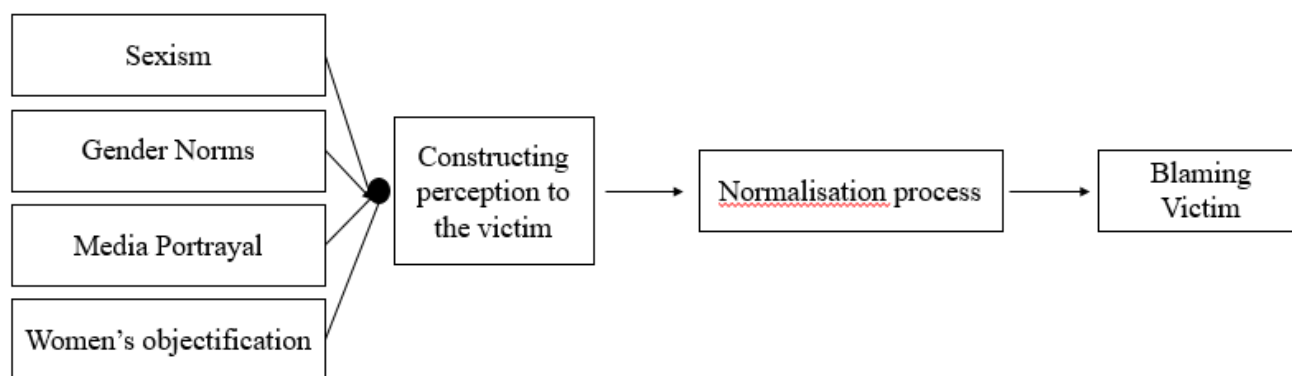 Sexism
Gender Norms
Media Portrayal
Women’s objectification
Constructing
perception to
the victim
Normalisation process
Blaming
Victim